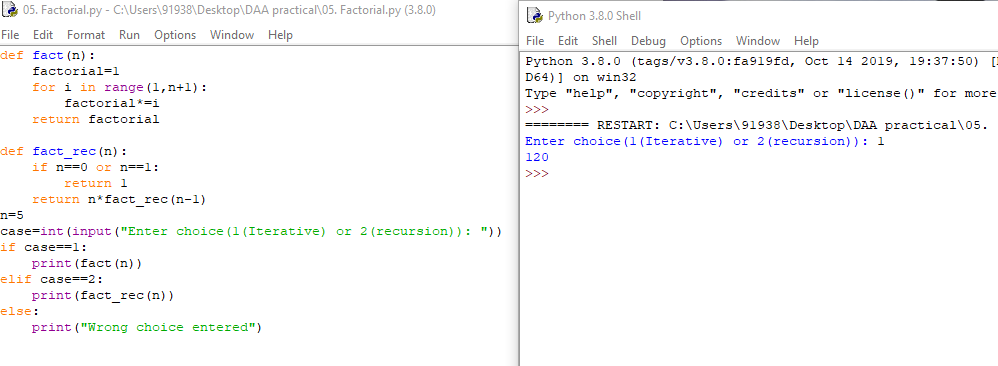 05. Factorial.py - C:\Users\91938\Desktop\DAA practical\05. Factorial.py (3.8.0)
File Edit Format Run Options Window Help
def fact(n):
    factorial=1
    for i in range(1,n+1):
        factorial*=i
    return factorial

def fact_rec(n):
    if n==0 or n==1:
        return 1
    return n*fact_rec(n-1)
n=5
case=int(input("Enter choice(1(Iterative) or 2(recursion)): "))
if case==1:
    print(fact(n))
elif case==2:
    print(fact_rec(n))
else:
    print("Wrong choice entered")
Python 3.8.0 Shell
File Edit Shell Debug Options Window Help
Python 3.8.0 (tags/v3.8.0:fa919fd, Oct 14 2019, 19:37:50) [
D64)] on win32
Type "help", "copyright", "credits" or "license()" for more
>>>
======== RESTART: C:\Users\91938\Desktop\DAA practical\05.
Enter choice(1(Iterative) or 2(recursion)): 1
120
>>>